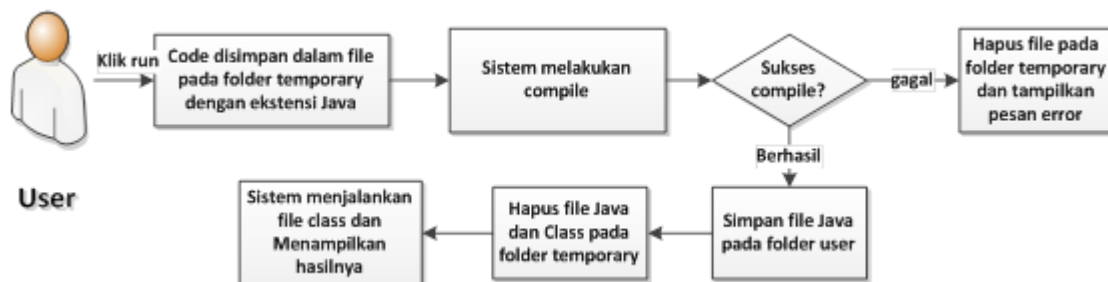 Klik run
Code disimpan dalam file
pada folder temporary
dengan ekstensi Java
Sistem melakukan
compile
Sukses
compile?
gagal
Hapus file pada
folder temporary
dan tampilkan
pesan error
Berhasil
User
Sistem menjalankan
file class dan
Menampilkan
hasilnya
Hapus file Java
dan Class pada
folder temporary
Simpan file Java
pada folder user